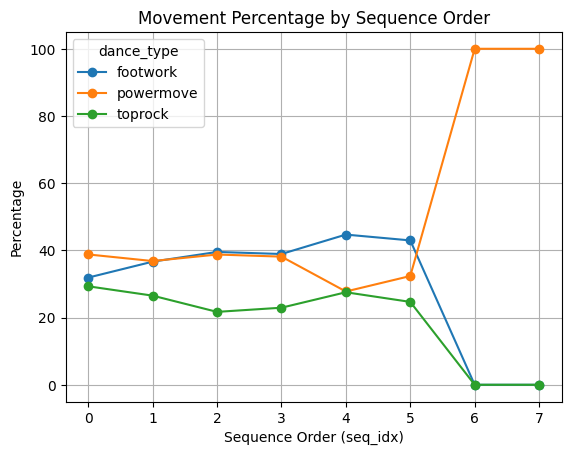 Movement Percentage by Sequence Order
dance_type
footwork
powermove
toprock
Percentage
100
80
60
40
20
0
0 1 2 3 4 5 6 7
Sequence Order (seq_idx)